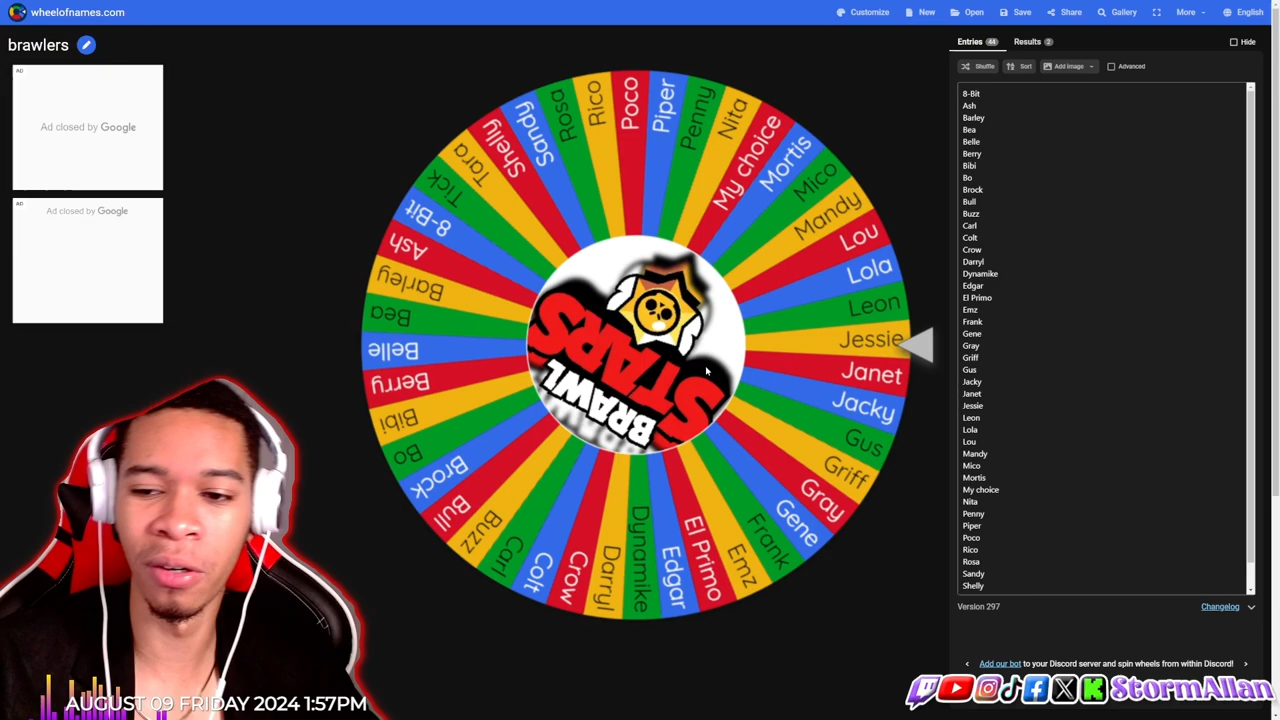 wheelofnames.com
Customize
New
Open
Save
Share
Gallery
More
English
brawlers
Entries 44
Results 2
Hide
Shuffle
Sort
Add image
Advanced
AD
Ad closed by Google
AD
Ad closed by Google
8-Bit
Ash
Barley
Bea
Belle
Berry
Bibi
Bo
Brock
Bull
Buzz
Carl
Colt
Crow
Darryl
Dynamike
Edgar
El Primo
Emz
Frank
Gene
Gray
Griff
Gus
Jacky
Janet
Jessie
Leon
Lola
Lou
Mandy
Mico
Mortis
My choice
Nita
Penny
Piper
Poco
Rico
Rosa
Sandy
Shelly
Poco
Piper
Penny
Nita
My choice
Mortis
Mico
Mandy
Lou
Lola
Leon
Jessie
Janet
Jacky
Gus
Griff
Gray
Gene
Frank
Emz
El Primo
Edgar
Dynamike
Darryl
Crow
Colt
Carl
Buzz
Bull
Brock
Bo
Bibi
Berry
Belle
Bea
Barley
Ash
8-Bit
Tick
Tara
Shelly
Sandy
Rosa
Rico
BRAWL
STARS
Version 297
Changelog
Add our bot to your Discord server and spin wheels from within Discord!
AUGUST 09 FRIDAY 2024 1:57PM
StormAllan